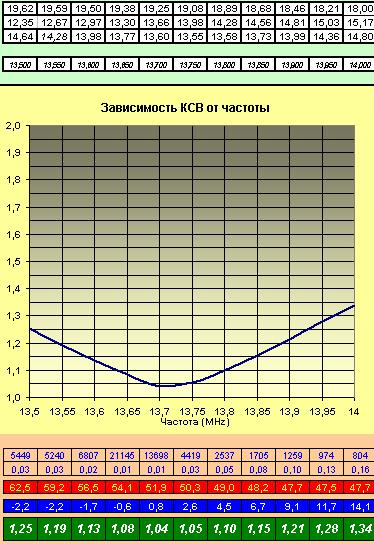 19,62 19,59 19,50 19,38 19,25 19,08 18,89 18,68 18,46 18,21 18,00
12,35 12,67 12,97 13,30 13,66 13,98 14,28 14,56 14,81 15,03 15,17
14,64 14,28 13,98 13,77 13,60 13,55 13,58 13,73 13,99 14,36 14,80
13,500 13,550 13,600 13,650 13,700 13,750 13,800 13,850 13,900 13,950 14,000
Зависимость КСВ от частоты
2,0
1,9
1,8
1,7
1,6
1,5
1,4
1,3
1,2
1,1
1,0
13,5 13,55 13,6 13,65 13,7 13,75 13,8 13,85 13,9 13,95 14
Частота (MHz)
5449 5240 6807 21145 13698 4419 2537 1705 1259 974 804
0,03 0,03 0,02 0,01 0,01 0,03 0,05 0,08 0,10 0,13 0,16
62,5 59,2 56,5 54,1 51,9 50,3 49,0 48,2 47,7 47,5 47,7
-2,2 -2,2 -1,7 -0,6 0,8 2,6 4,5 6,7 9,1 11,7 14,1
1,25 1,19 1,13 1,08 1,04 1,05 1,10 1,15 1,21 1,28 1,34